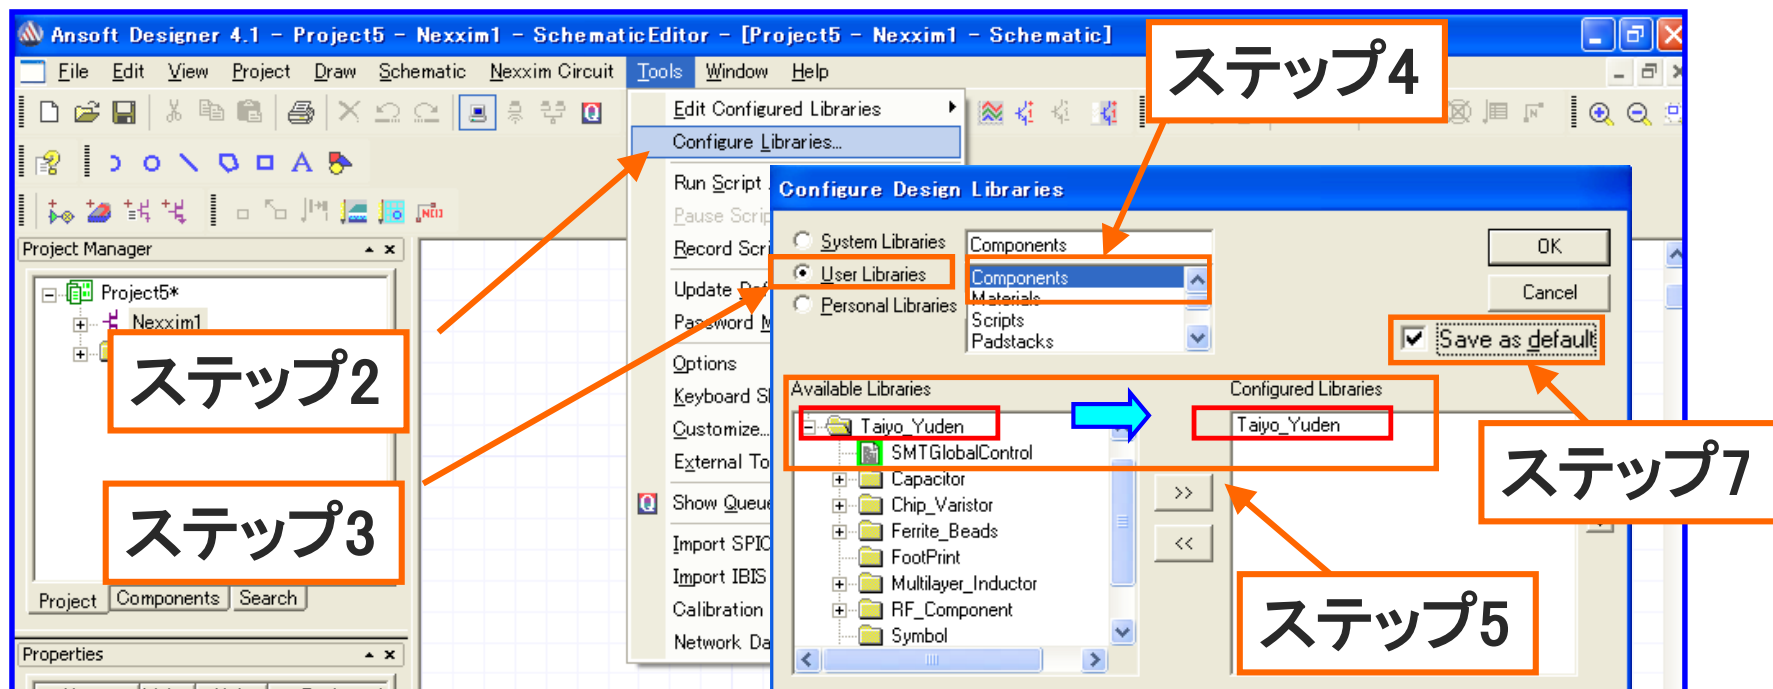 Ansoft Designer 4.1 - Project5 - Nexxim1 - SchematicEditor - [Project5 - Nexxim1 - Schematic]
File Edit View Project Draw Schematic Nexxim Circuit Tools Window Help
ステップ4
Edit Configured Libraries
Configure Libraries...
Run Script
Pause Scrip
Record Scri
Update Def
Password M
Options
Keyboard S
Customize...
External To
Show Queue
Import SPIC
Import IBIS
Calibration
Network Da
Project Manager
Project5*
Nexxim1
ステップ2
ステップ3
Project Components Search
Properties
Configure Design Libraries
System Libraries
User Libraries
Personal Libraries
Components
Components
Materials
Scripts
Padstacks
OK
Cancel
Save as default
Available Libraries
Configured Libraries
Taiyo_Yuden
SMTGlobalControl
Capacitor
Chip_Varistor
Ferrite_Beads
FootPrint
Multilayer_Inductor
RF_Component
Symbol
>>
<<
Taiyo_Yuden
ステップ7
ステップ5